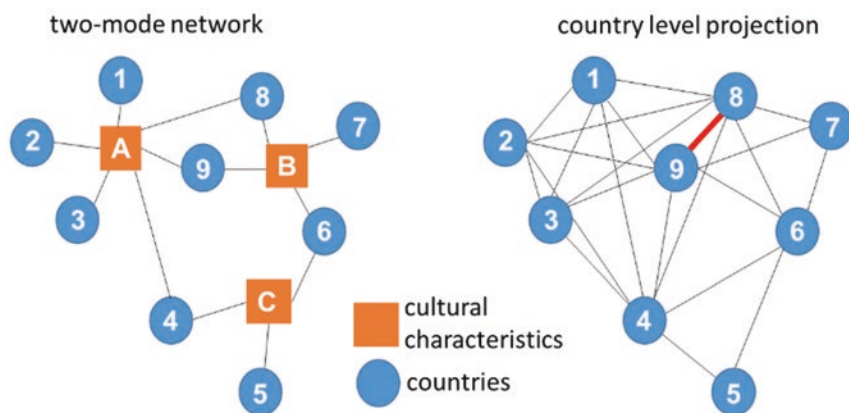 two-mode network
1
8
7
2
A
B
9
3
6
C
4
5
cultural
characteristics
countries
country level projection
1
8
7
2
9
3
6
4
5